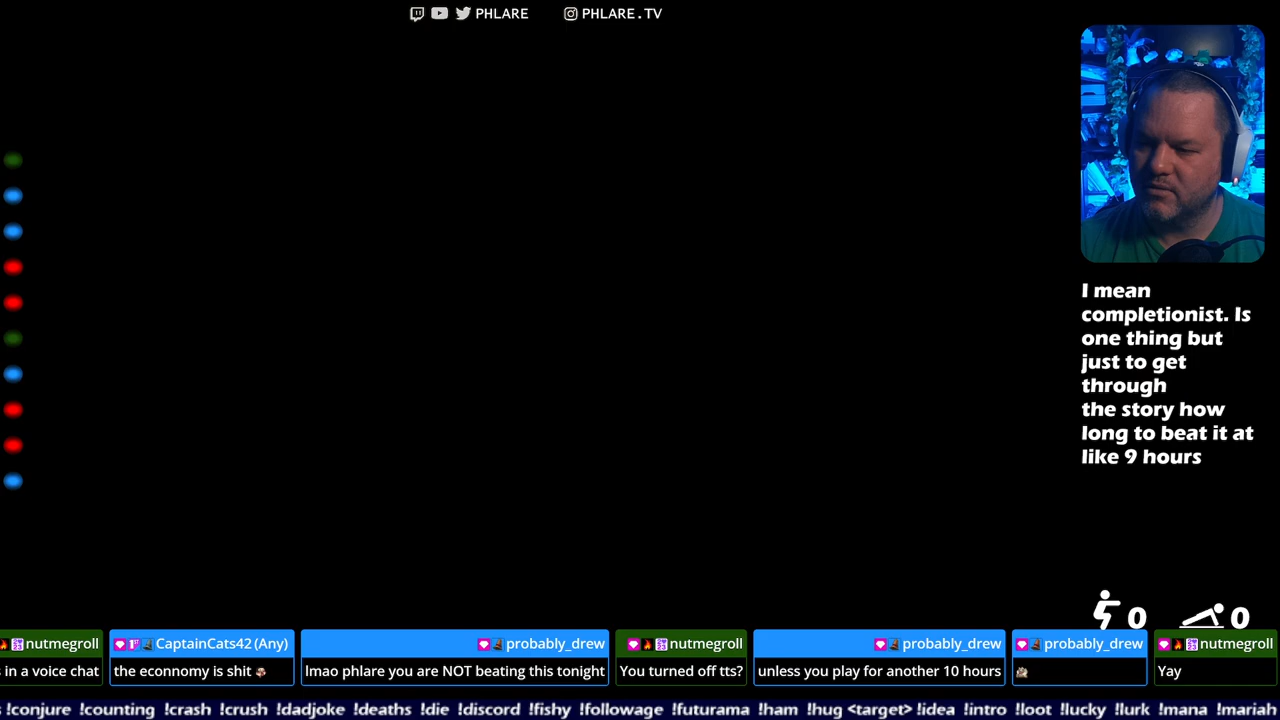 PHLARE PHLARE.TV
I mean
completionist. Is
one thing but
just to get
through
the story how
long to beat it at
like 9 hours
0 0
nutmegroll CaptainCats42 (Any) probably_drew nutmegroll probably_drew probably_drew nutmegroll
in a voice chat the econnomy is shit lmao phlare you are NOT beating this tonight You turned off tts? unless you play for another 10 hours Yay
!conjure !counting !crash !crush !dadjoke !deaths !die !discord !fishy !followage !futurama !ham !hug <target> !idea !intro !loot !lucky !lurk !mana !mariah